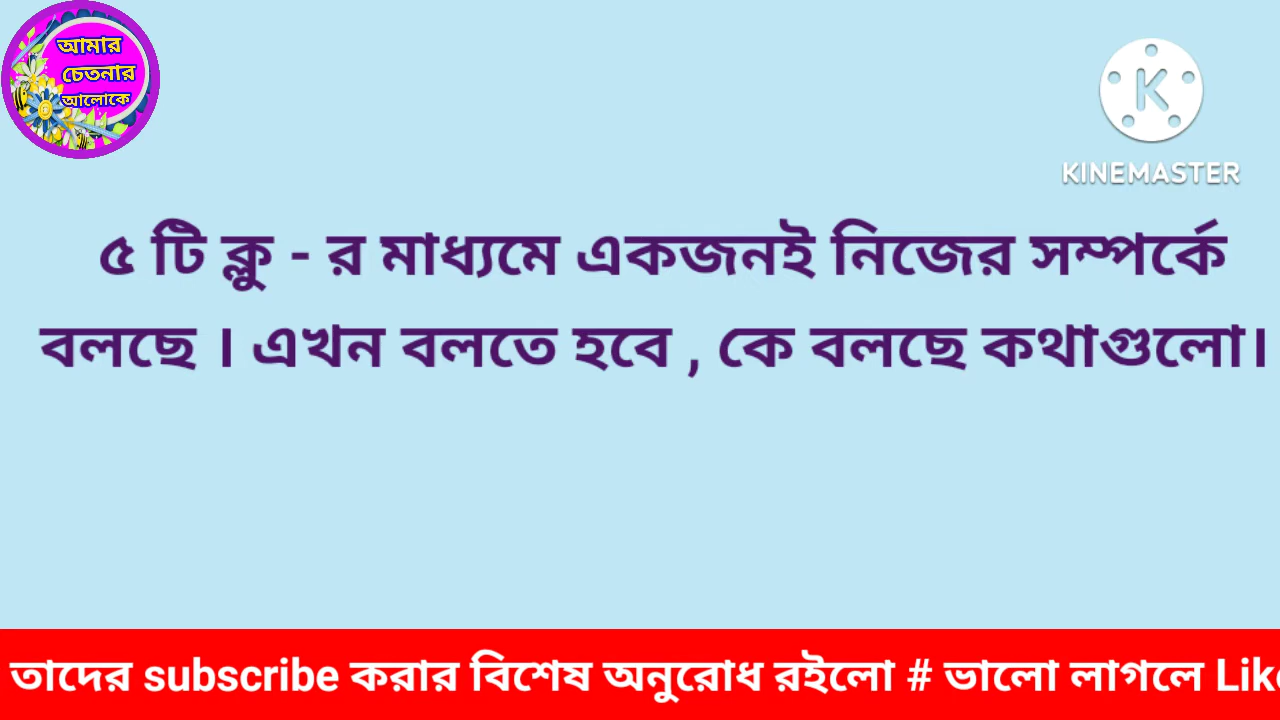 আমার
চেতনার
আলোকে
KINEMASTER
৫ টি ক্লু - র মাধ্যমে একজনই নিজের সম্পর্কে
বলছে । এখন বলতে হবে , কে বলছে কথাগুলো।
তাদের subscribe করার বিশেষ অনুরোধ রইলো # ভালো লাগলে Like